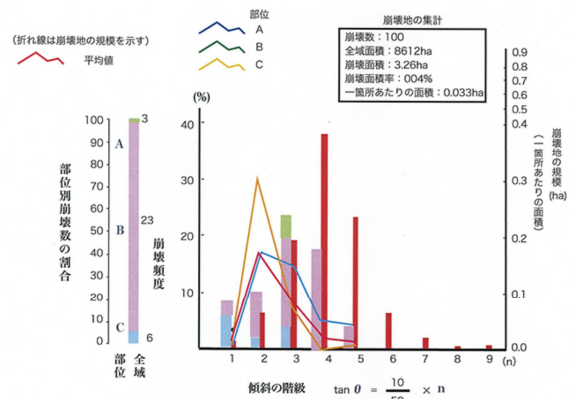 部位
A
B
C
(折れ線は崩壊地の規模を示す)
平均値
崩壊地の集計
崩壊数：100
全域面積：8612ha
崩壊面積：3.26ha
崩壊面積率：004%
一箇所あたりの面積：0.033ha
部位別崩壊数の割合
100
90
80
70
60
50
40
30
20
10
0
A
B
C
3
23
6
部位
全域
崩壊頻度
(%)
40
30
20
10
1 2 3 4 5 6 7 8 9 (n)
0.9
0.8
0.7
0.6
0.5
0.4
0.3
0.2
0.1
0.0
崩壊地の規模
(一箇所あたりの面積)
(ha)
傾斜の階級
tan θ = 10 × n